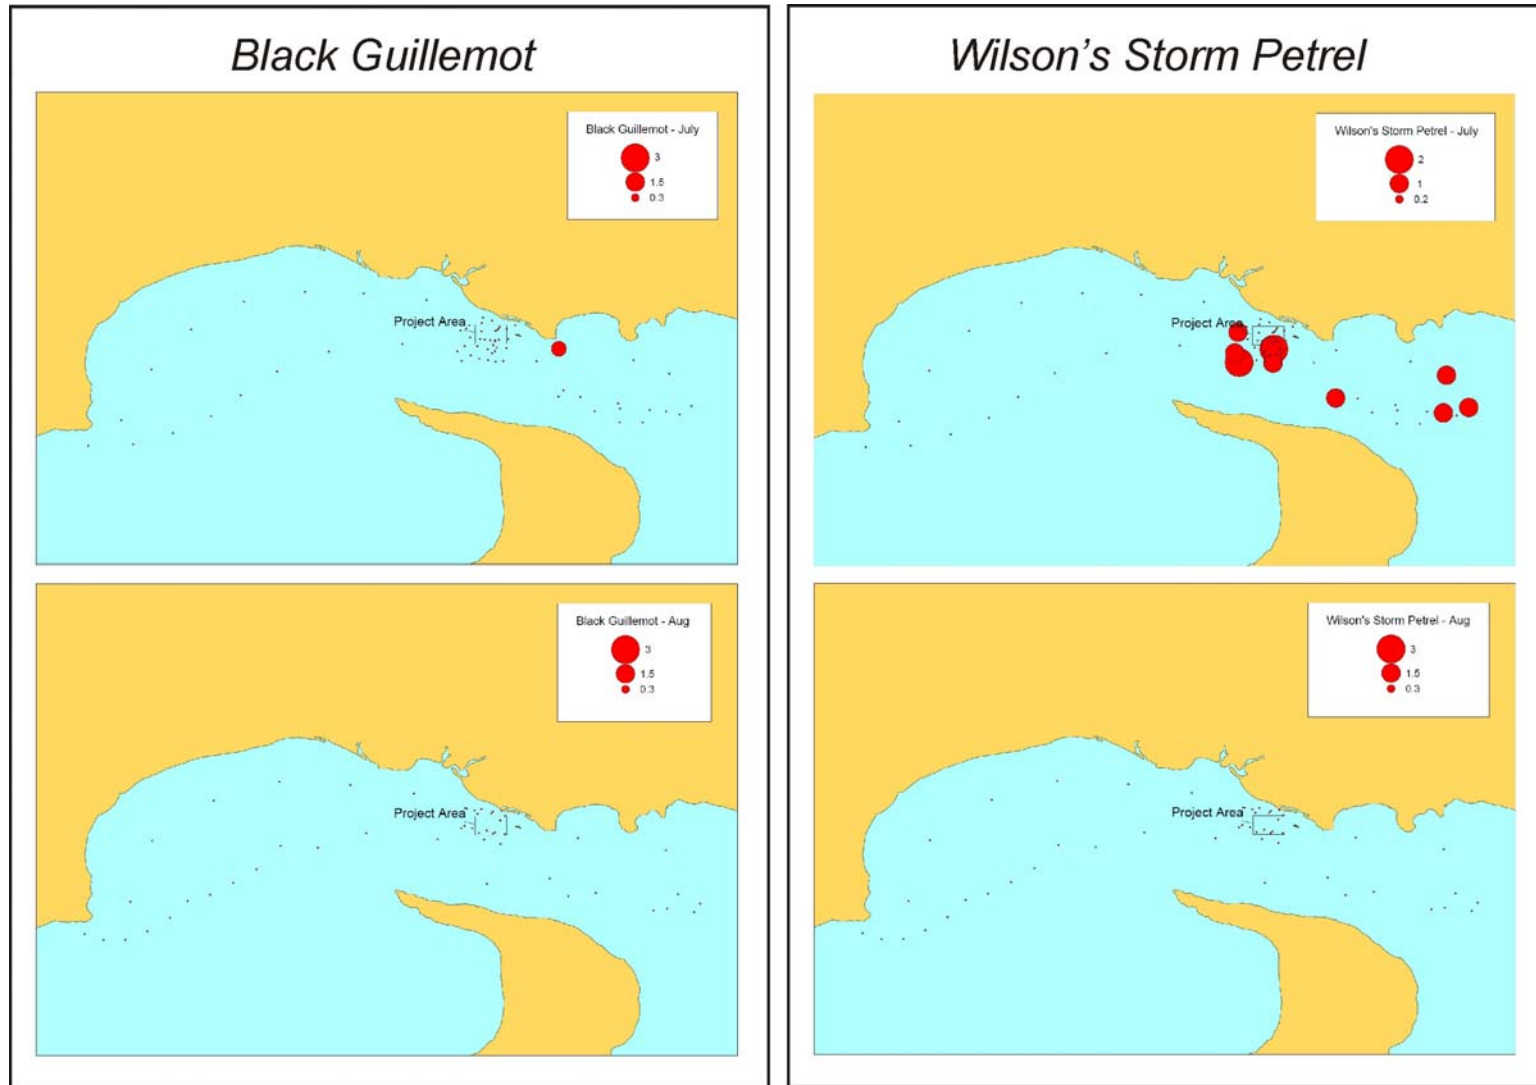 Black Guillemot
Black Guillemot - July
3
1.5
0.3
Project Area
Black Guillemot - Aug
3
1.5
0.3
Project Area
Wilson's Storm Petrel
Wilson's Storm Petrel - July
2
1
0.2
Project Area
Wilson's Storm Petrel - Aug
3
1.5
0.3
Project Area